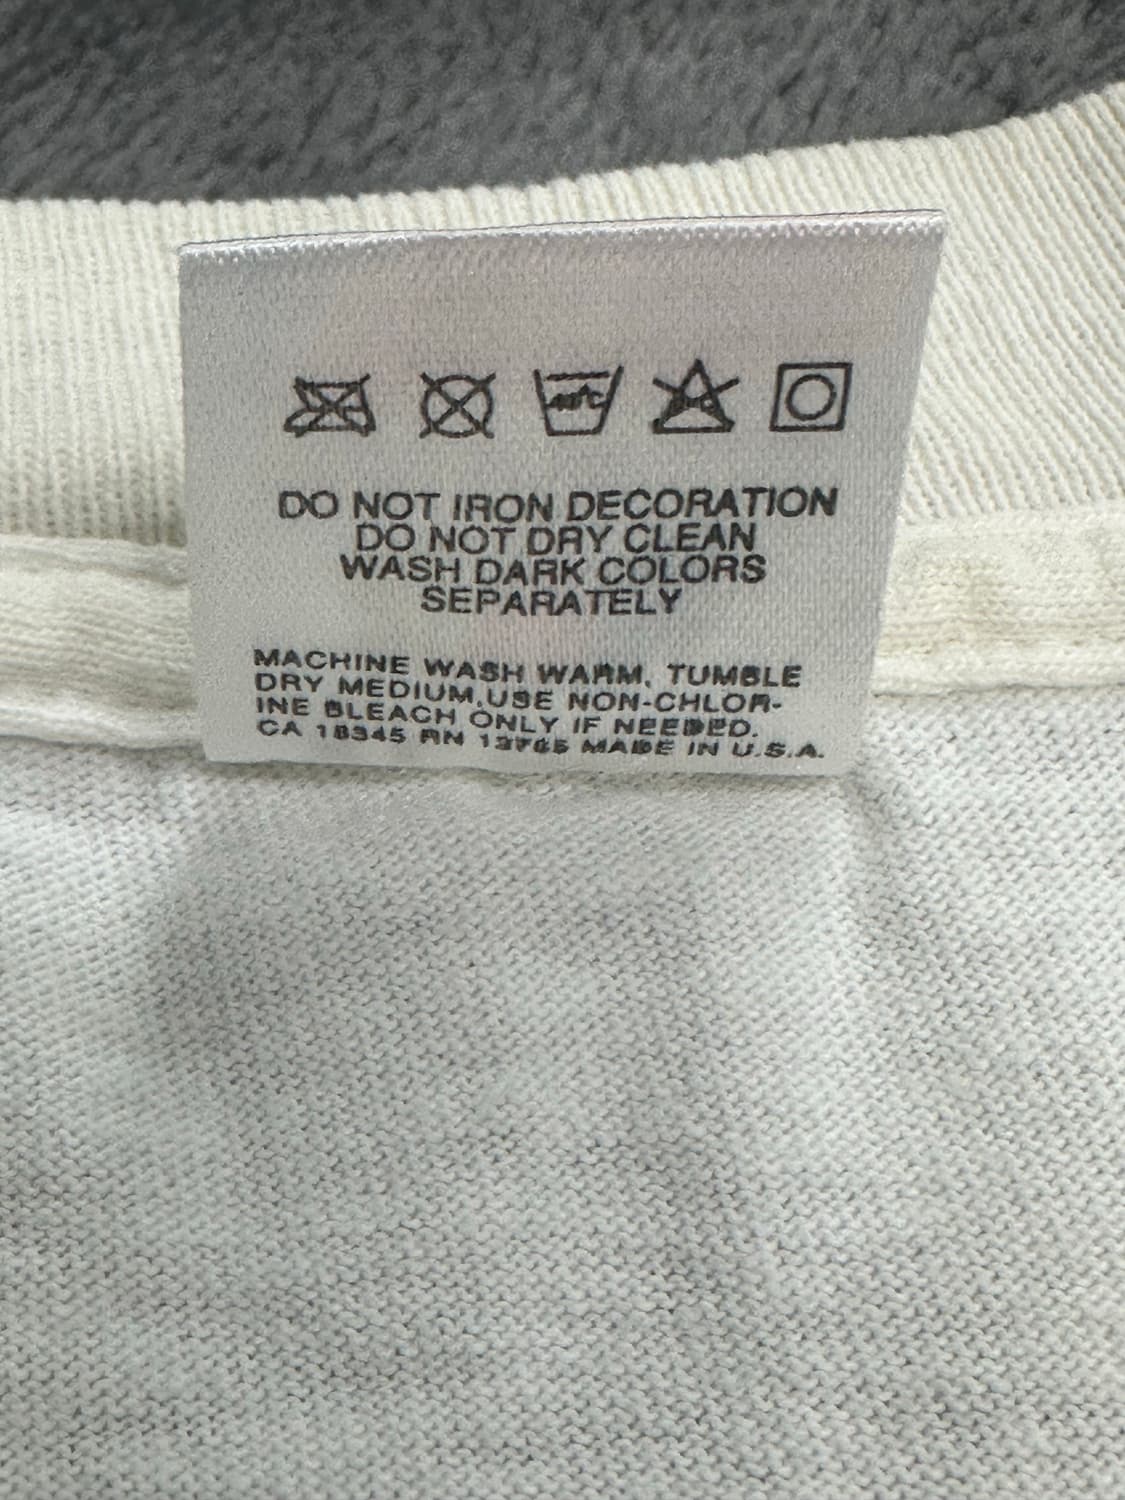 40°C
DO NOT IRON DECORATION
DO NOT DRY CLEAN
WASH DARK COLORS
SEPARATELY
MACHINE WASH WARM, TUMBLE
DRY MEDIUM,USE NON-CHLOR-
INE BLEACH ONLY IF NEEDED.
CA 18345 RN 13765 MADE IN U.S.A.